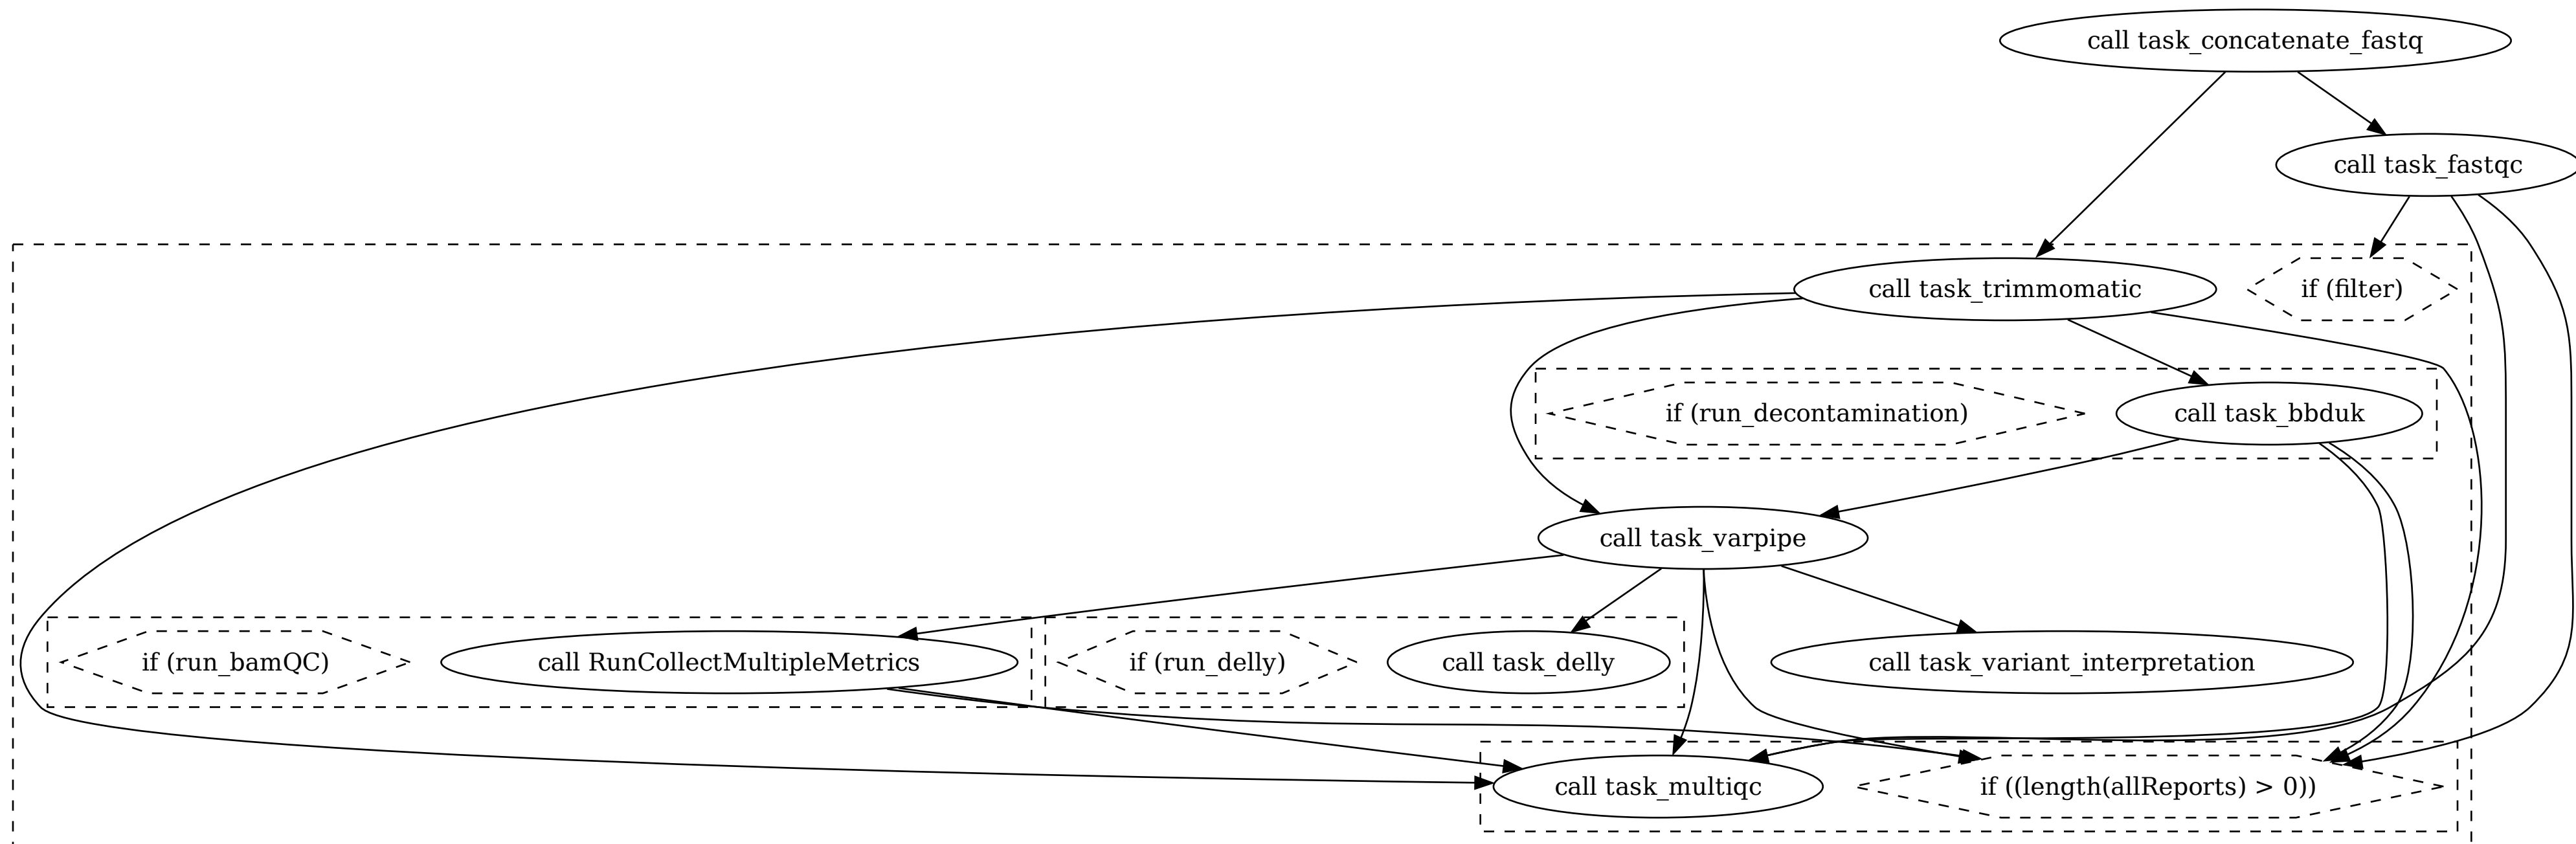 call task_concatenate_fastq
call task_fastqc
call task_trimmomatic
if (filter)
if (run_decontamination)
call task_bbduk
call task_varpipe
if (run_bamQC)
call RunCollectMultipleMetrics
if (run_delly)
call task_delly
call task_variant_interpretation
call task_multiqc
if ((length(allReports) > 0))